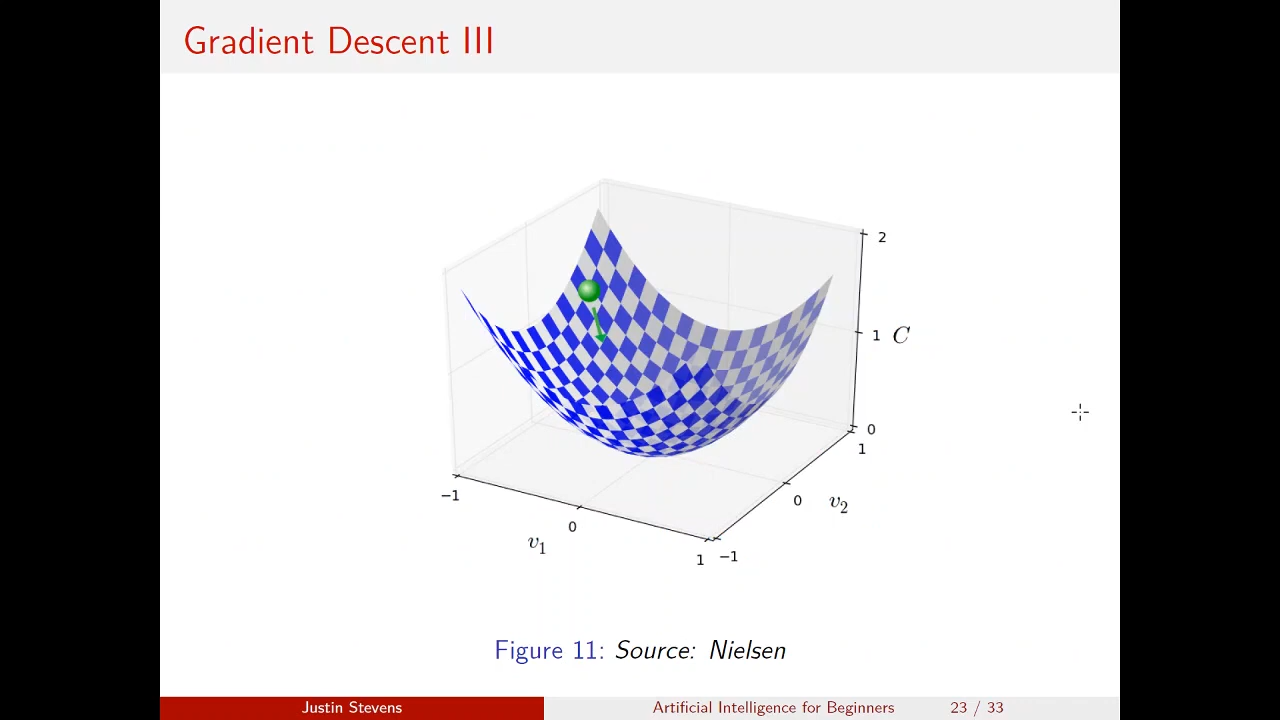 Gradient Descent III
2
1 C
0
1
0 v₂
−1
−1
0
v₁
1
Figure 11: Source: Nielsen
Justin Stevens Artificial Intelligence for Beginners 23 / 33